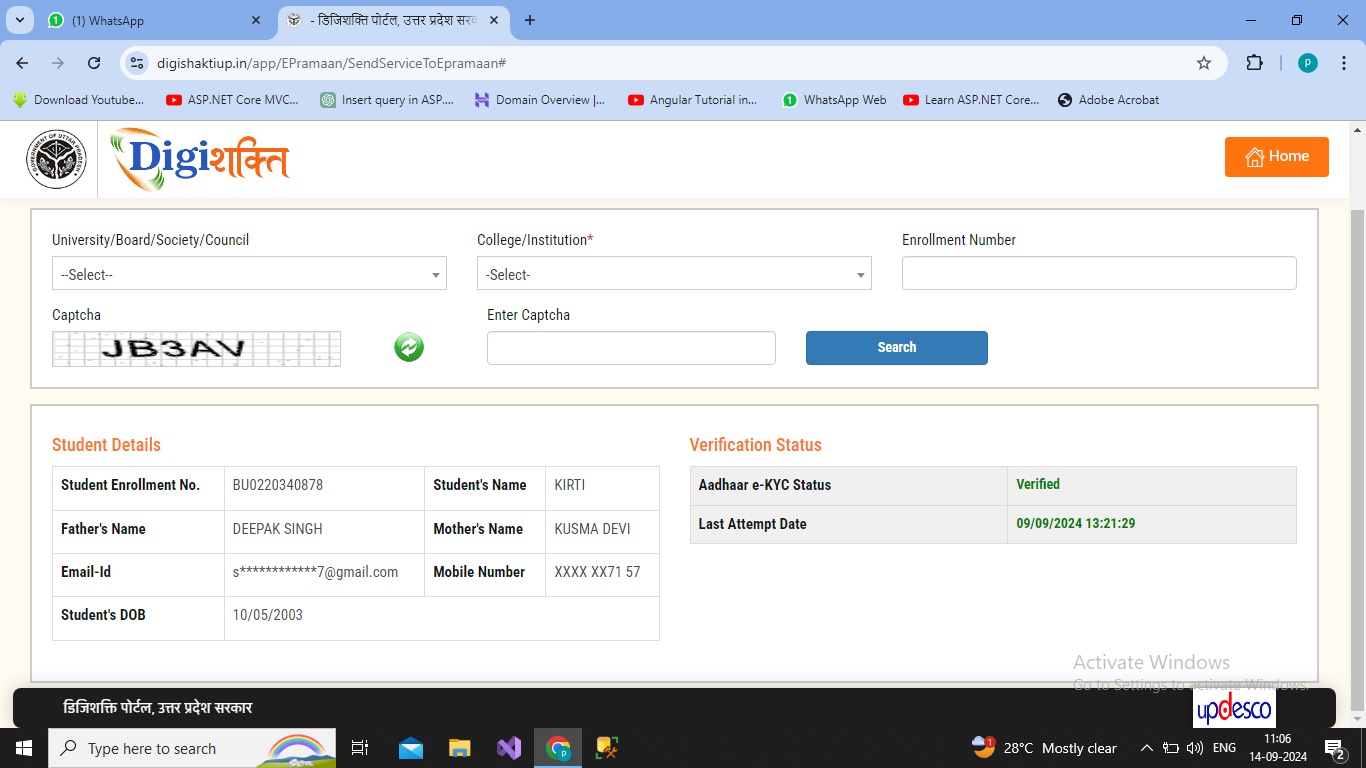 (1) WhatsApp
- डिजिशक्ति पोर्टल, उत्तर प्रदेश सरव
digishaktiup.in/app/EPramaan/SendServiceToEpramaan#
P
Download Youtube... ASP.NET Core MVC... Insert query in ASP.... Domain Overview |... Angular Tutorial in... WhatsApp Web Learn ASP.NET Core... Adobe Acrobat
GOVERNMENT OF UTTAR PRADESH
Digiशक्ति
Home
University/Board/Society/Council College/Institution* Enrollment Number
--Select-- -Select-
Captcha Enter Captcha
JB3AV Search
Student Details
Student Enrollment No. BU0220340878 Student's Name KIRTI
Father's Name DEEPAK SINGH Mother's Name KUSMA DEVI
Email-Id s************7@gmail.com Mobile Number XXXX XX71 57
Student's DOB 10/05/2003
Verification Status
Aadhaar e-KYC Status Verified
Last Attempt Date 09/09/2024 13:21:29
Activate Windows
Go to Settings to activate Windows.
डिजिशक्ति पोर्टल, उत्तर प्रदेश सरकार
updesco
Type here to search
28°C Mostly clear
ENG
11:06
14-09-2024
2